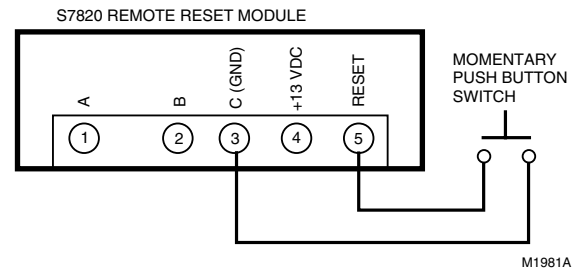 S7820 REMOTE RESET MODULE
A
B
C (GND)
+13 VDC
RESET
1
2
3
4
5
MOMENTARY
PUSH BUTTON
SWITCH
M1981A